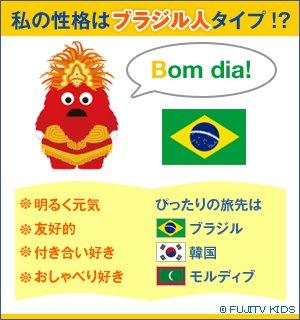 私の性格はブラジル人タイプ!?
Bom dia!
明るく元気
友好的
付き合い好き
おしゃべり好き
ぴったりの旅先は
ブラジル
韓国
モルディブ
© FUJITV KIDS